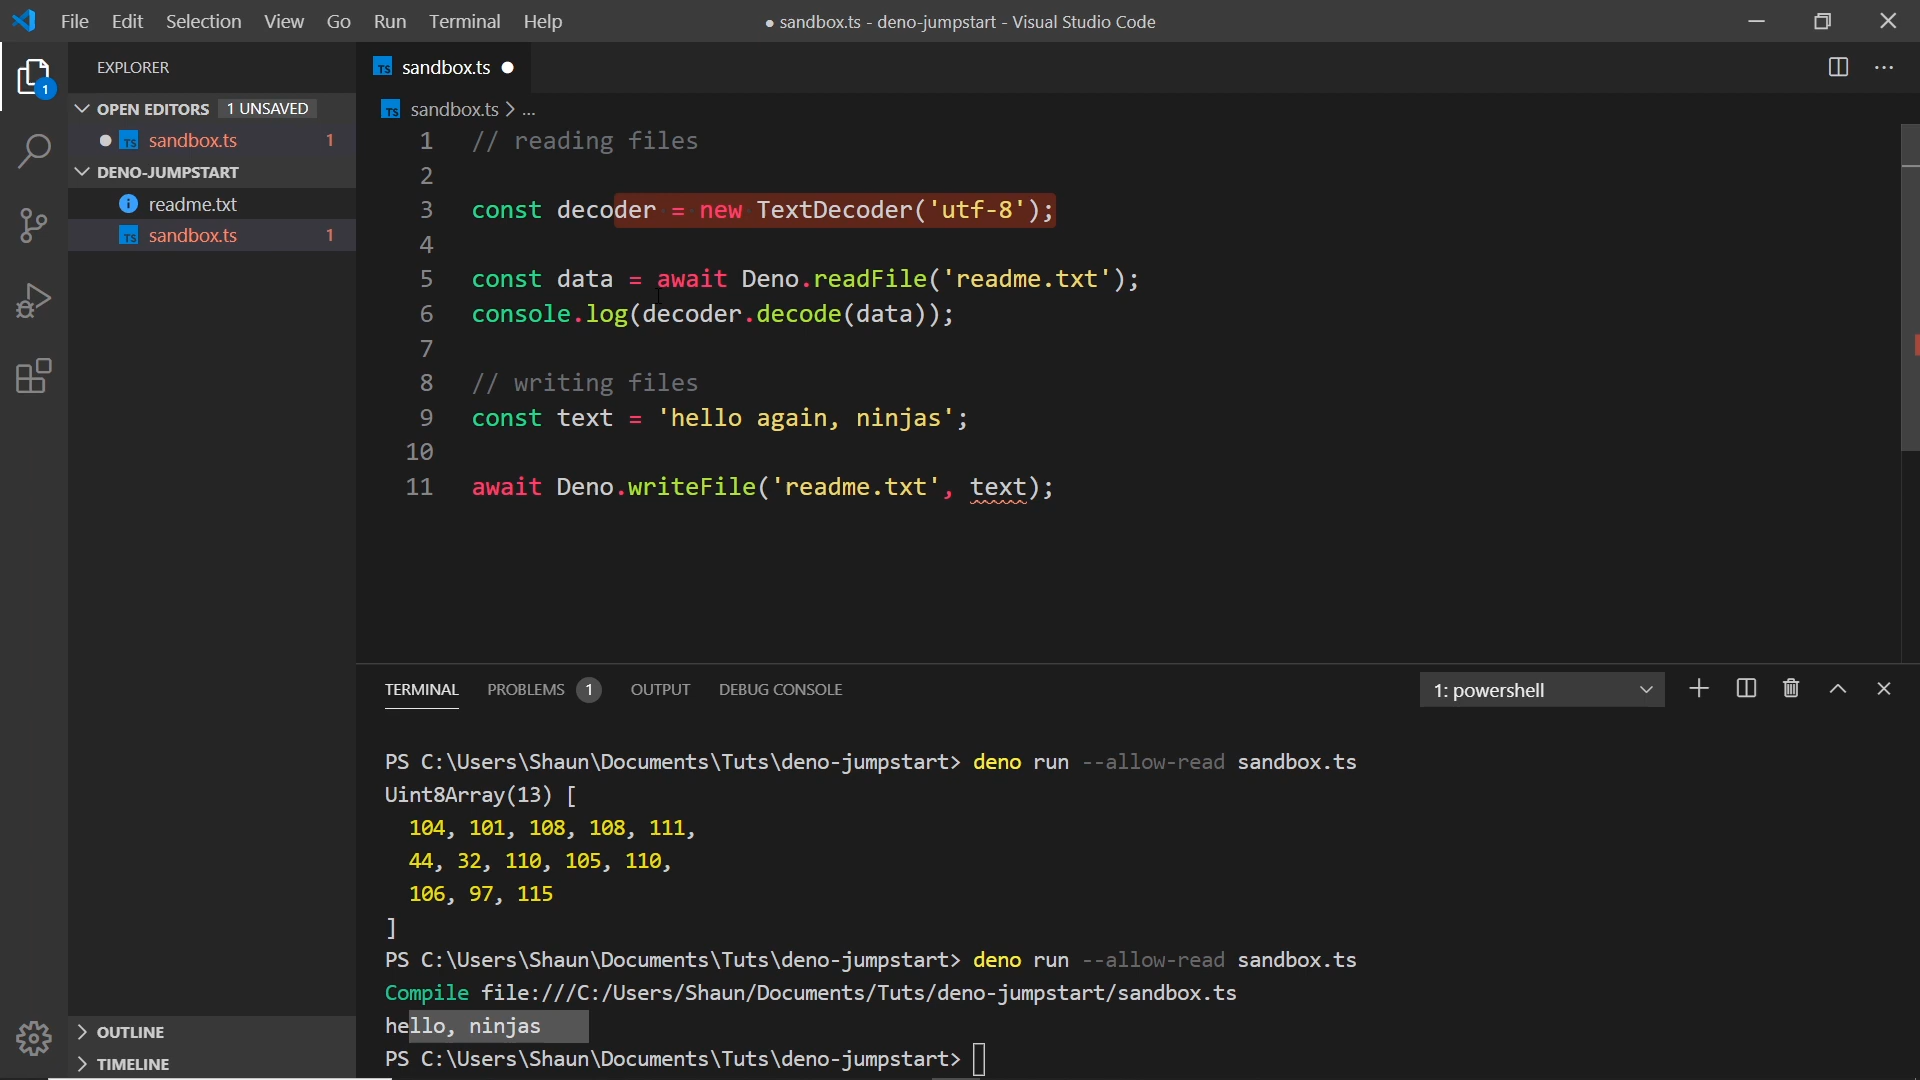 File Edit Selection View Go Run Terminal Help ● sandbox.ts - deno-jumpstart - Visual Studio Code
EXPLORER
OPEN EDITORS 1 UNSAVED
TS sandbox.ts 1
DENO-JUMPSTART
readme.txt
TS sandbox.ts 1
OUTLINE
TIMELINE
1
TS sandbox.ts ●
TS sandbox.ts > ...
1 // reading files
2
3 const decoder = new TextDecoder('utf-8');
4
5 const data = await Deno.readFile('readme.txt');
6 console.log(decoder.decode(data));
7
8 // writing files
9 const text = 'hello again, ninjas';
10
11 await Deno.writeFile('readme.txt', text);
TERMINAL PROBLEMS 1 OUTPUT DEBUG CONSOLE 1: powershell
PS C:\Users\Shaun\Documents\Tuts\deno-jumpstart> deno run --allow-read sandbox.ts
Uint8Array(13) [
104, 101, 108, 108, 111,
44, 32, 110, 105, 110,
106, 97, 115
]
PS C:\Users\Shaun\Documents\Tuts\deno-jumpstart> deno run --allow-read sandbox.ts
Compile file:///C:/Users/Shaun/Documents/Tuts/deno-jumpstart/sandbox.ts
hello, ninjas
PS C:\Users\Shaun\Documents\Tuts\deno-jumpstart>